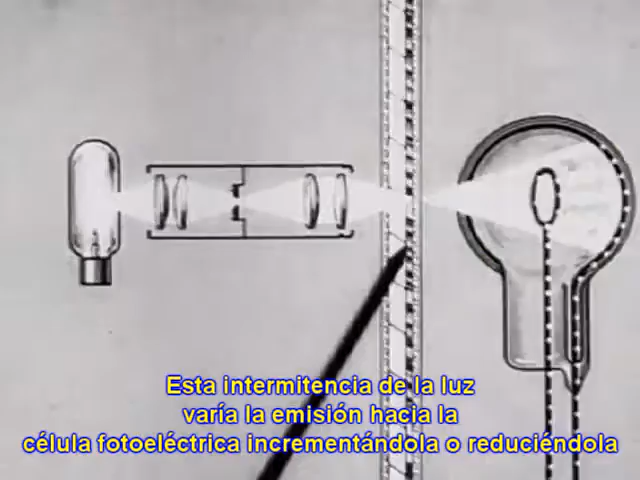 Esta intermitencia de la luz
varía la emisión hacia la
célula fotoeléctrica incrementándola o reduciéndola